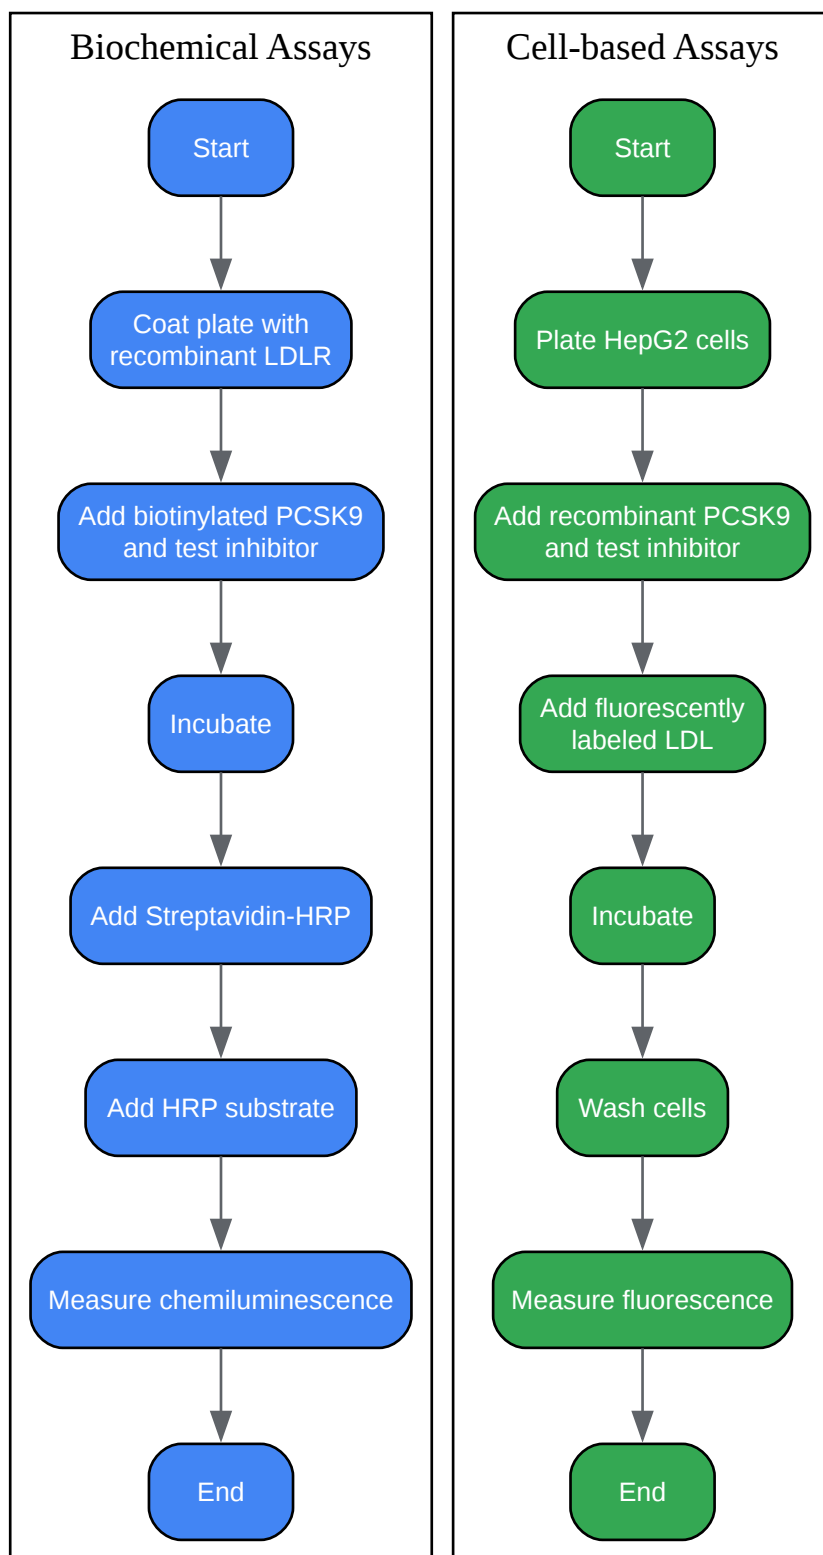 Biochemical Assays
Start
Coat plate with
recombinant LDLR
Add biotinylated PCSK9
and test inhibitor
Incubate
Add Streptavidin-HRP
Add HRP substrate
Measure chemiluminescence
End
Cell-based Assays
Start
Plate HepG2 cells
Add recombinant PCSK9
and test inhibitor
Add fluorescently
labeled LDL
Incubate
Wash cells
Measure fluorescence
End